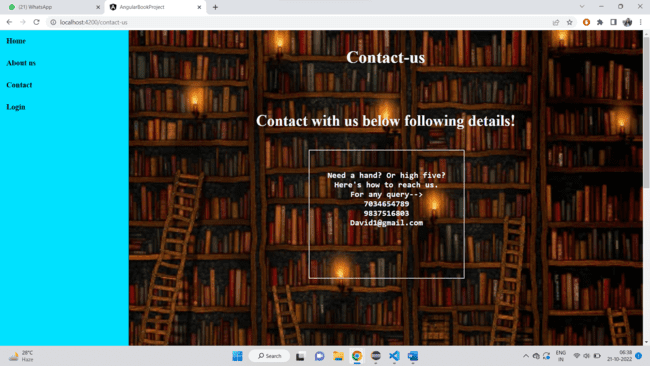 (21) WhatsApp
AngularBookProject
localhost:4200/contact-us
Home
About us
Contact
Login
Contact-us
Contact with us below following details!
Need a hand? Or high five?
Here's how to reach us.
For any query-->
7034654789
9837516803
David1@gmail.com
29°C
Haze
Search
ENG
IN
06:38
21-10-2022